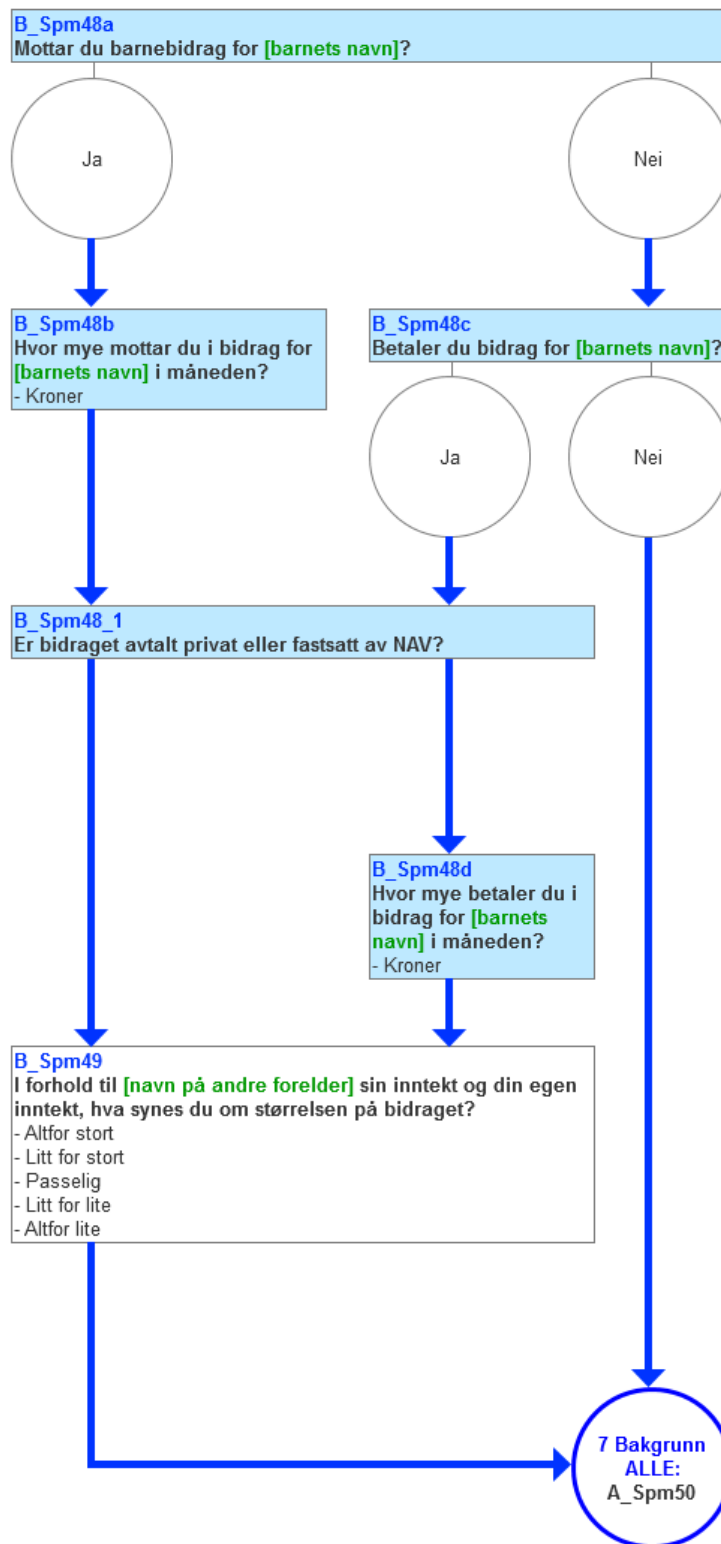 B_Spm48a
Mottar du barnebidrag for [barnets navn]?
Ja
Nei
B_Spm48b
Hvor mye mottar du i bidrag for
[barnets navn] i måneden?
- Kroner
B_Spm48c
Betaler du bidrag for [barnets navn]?
Ja
Nei
B_Spm48_1
Er bidraget avtalt privat eller fastsatt av NAV?
B_Spm48d
Hvor mye betaler du i
bidrag for [barnets
navn] i måneden?
- Kroner
B_Spm49
I forhold til [navn på andre forelder] sin inntekt og din egen
inntekt, hva synes du om størrelsen på bidraget?
- Altfor stort
- Litt for stort
- Passelig
- Litt for lite
- Altfor lite
7 Bakgrunn
ALLE:
A_Spm50